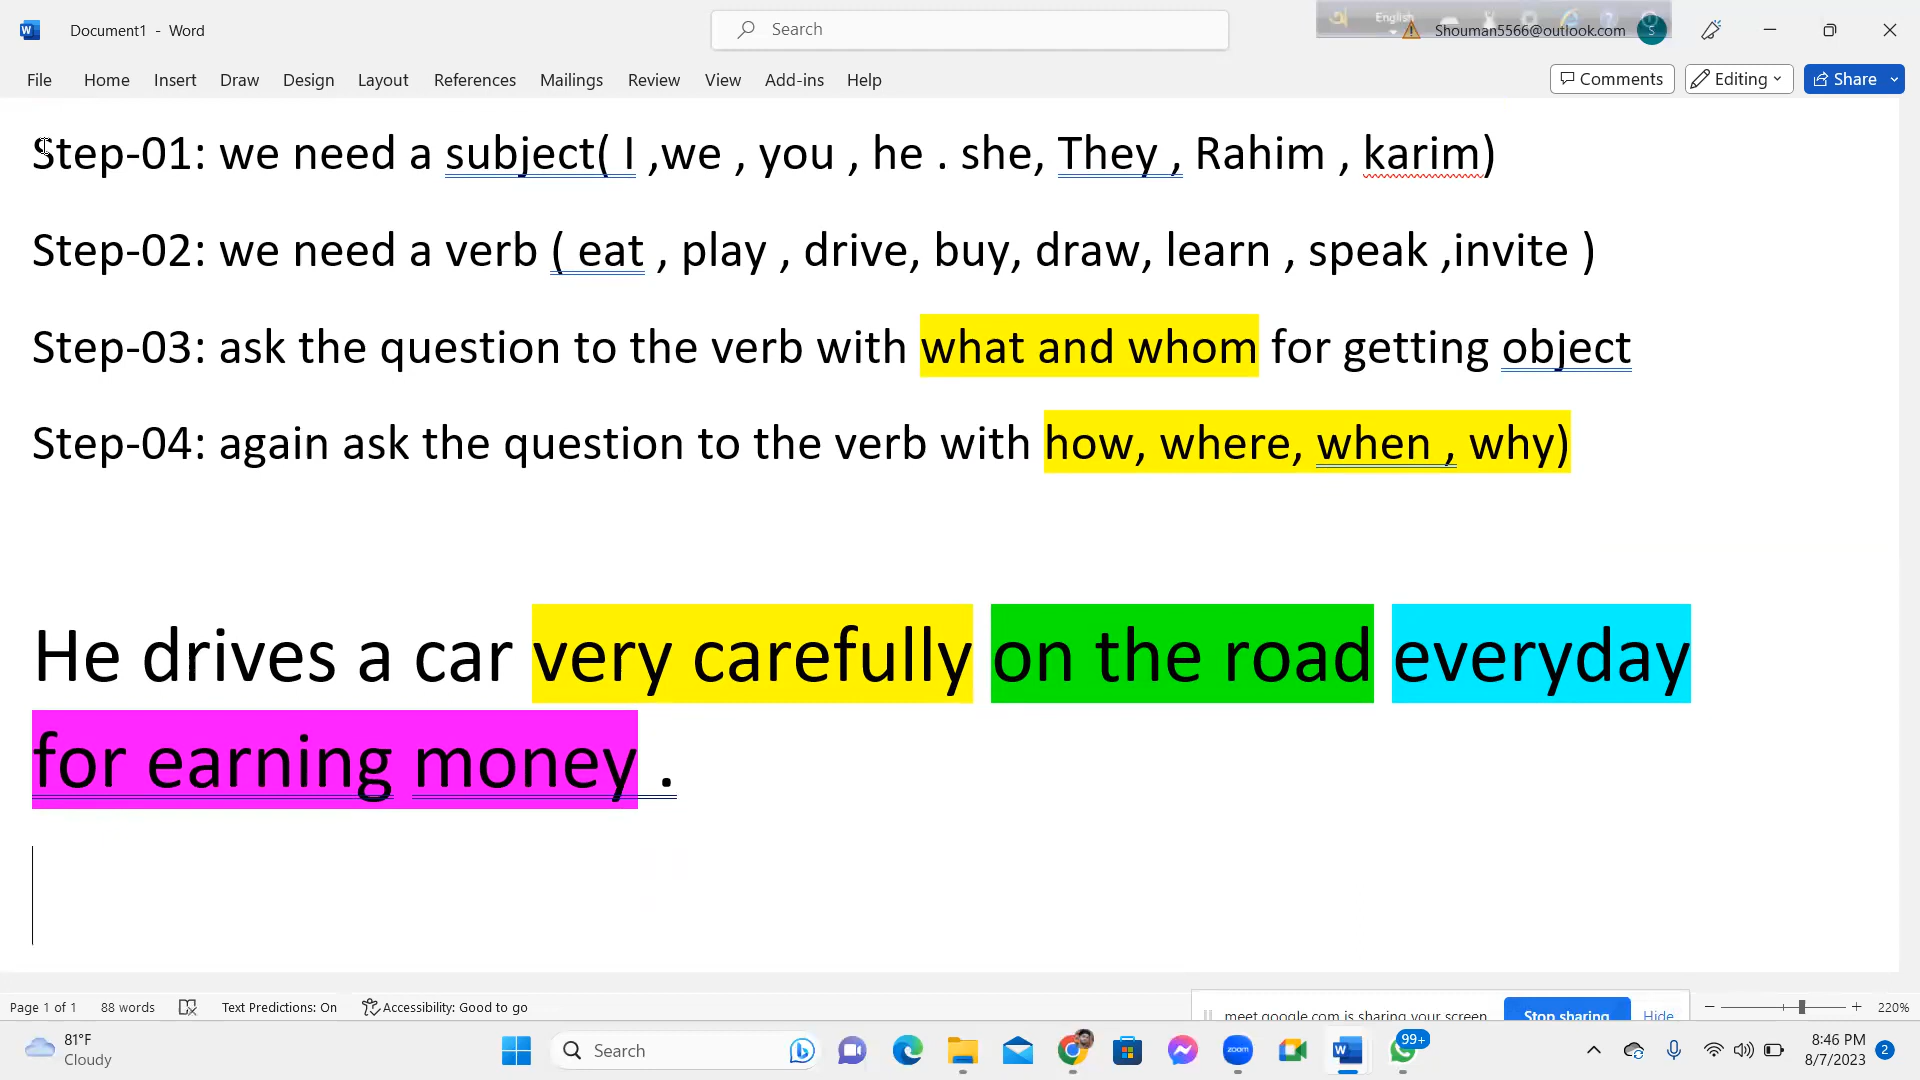 Document1 - Word
Search
English
Shouman5566@outlook.com
S
File Home Insert Draw Design Layout References Mailings Review View Add-ins Help
Comments Editing Share
Step-01: we need a subject( I ,we , you , he . she, They , Rahim , karim)
Step-02: we need a verb ( eat , play , drive, buy, draw, learn , speak ,invite )
Step-03: ask the question to the verb with what and whom for getting object
Step-04: again ask the question to the verb with how, where, when , why)
He drives a car very carefully on the road everyday
for earning money .
Page 1 of 1 88 words Text Predictions: On Accessibility: Good to go
meet.google.com is sharing your screen. Stop sharing Hide
220%
81°F
Cloudy
Search
zoom
99+
8:46 PM
8/7/2023
2